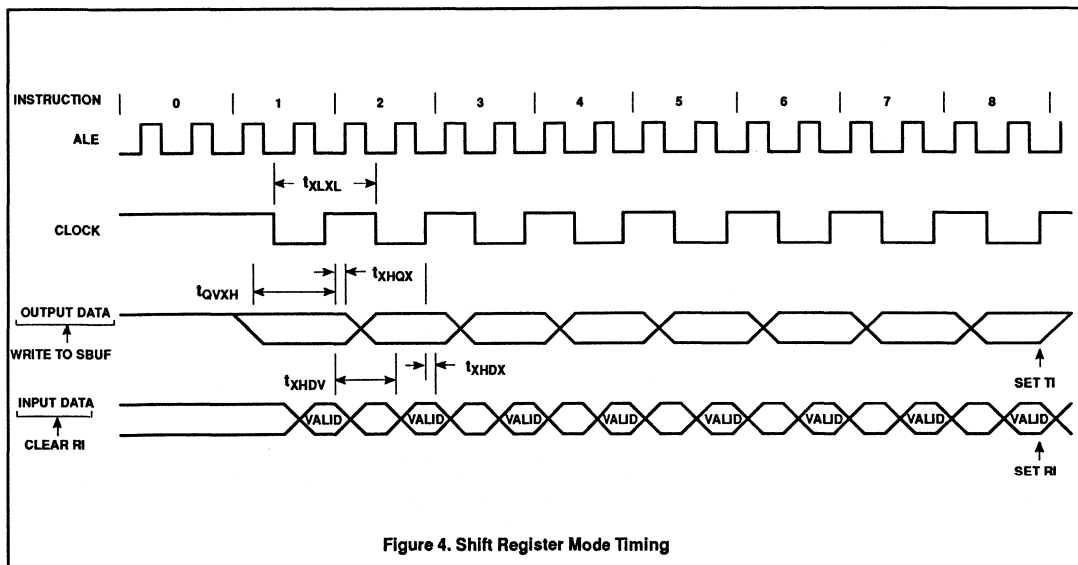 INSTRUCTION | 0 | 1 | 2 | 3 | 4 | 5 | 6 | 7 | 8 |
ALE
tXLXL
CLOCK
tXHQX
tQVXH
OUTPUT DATA
WRITE TO SBUF
tXHDX
tXHDV
SET TI
INPUT DATA
VALID VALID VALID VALID VALID VALID VALID VALID
CLEAR RI
SET RI
Figure 4. Shift Register Mode Timing